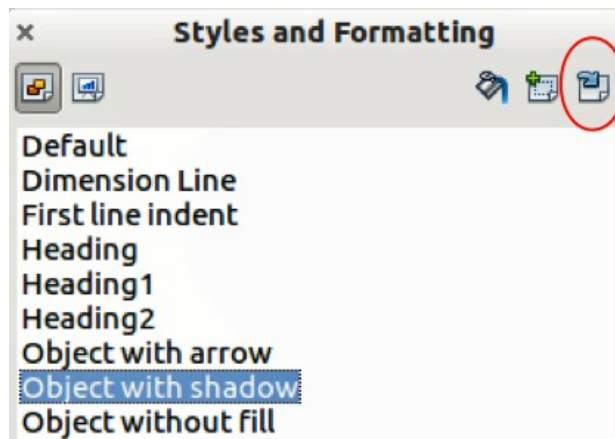 Styles and Formatting
Default
Dimension Line
First line indent
Heading
Heading1
Heading2
Object with arrow
Object with shadow
Object without fill